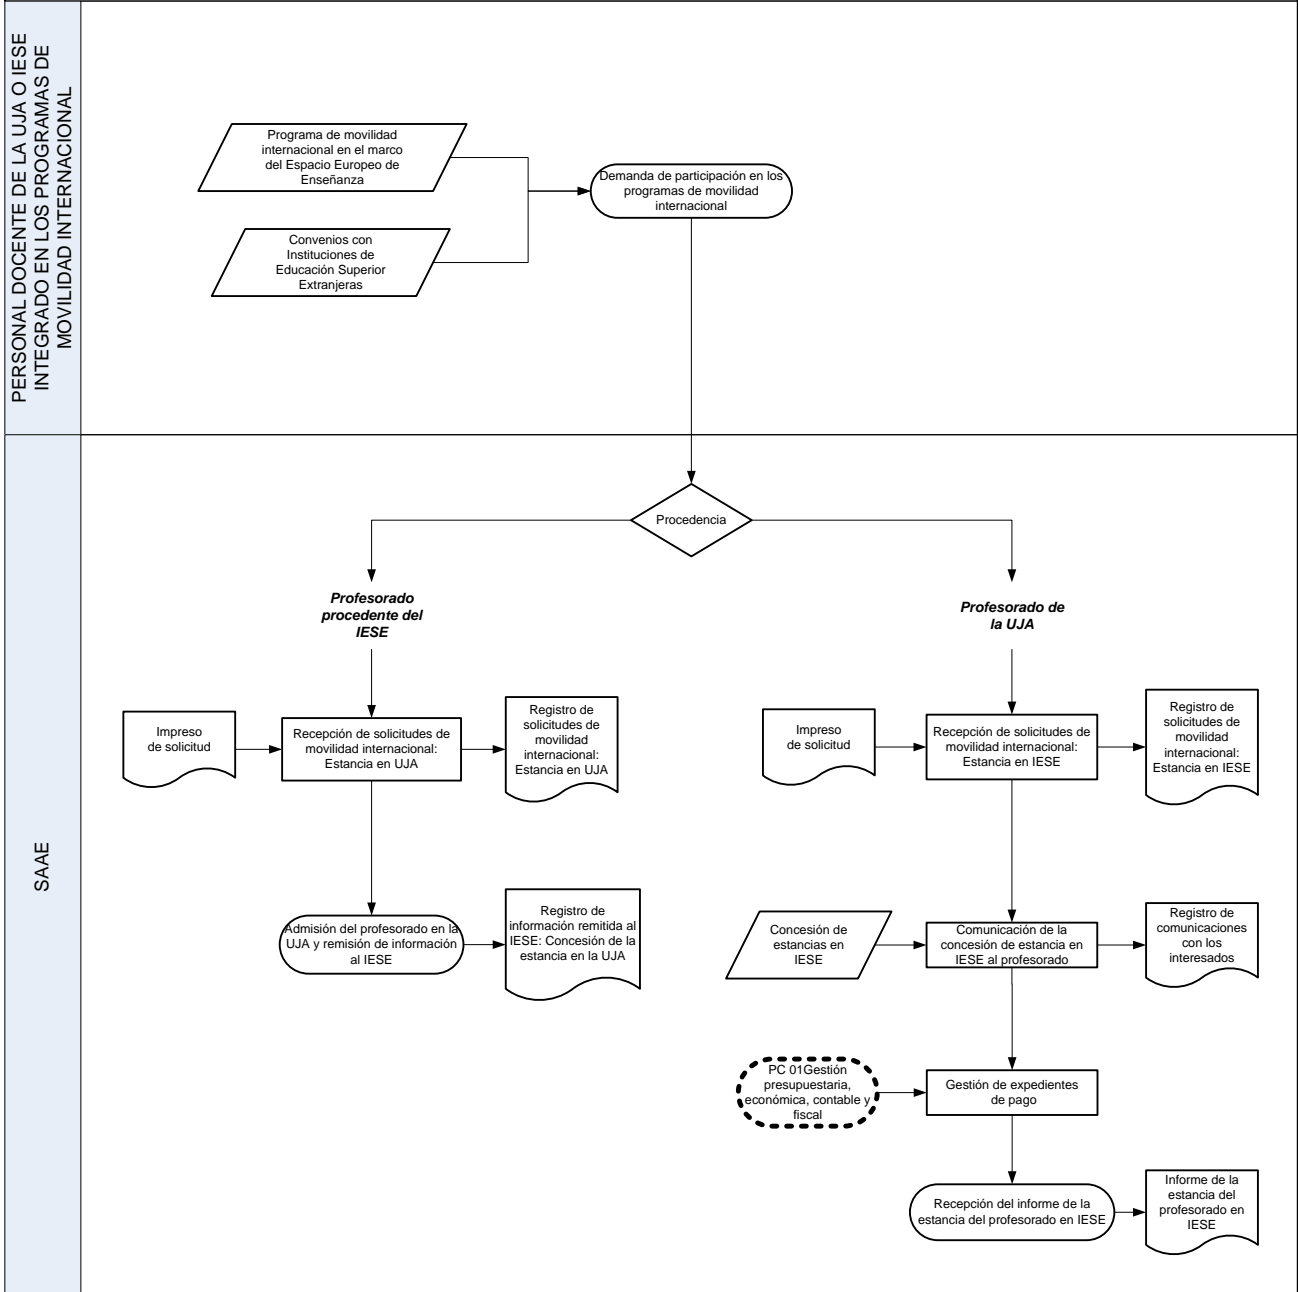 PERSONAL DOCENTE DE LA UJA O IESE
INTEGRADO EN LOS PROGRAMAS DE
MOVILIDAD INTERNACIONAL
Programa de movilidad
internacional en el marco
del Espacio Europeo de
Enseñanza
Demanda de participación en los
programas de movilidad
internacional
Convenios con
Instituciones de
Educación Superior
Extranjeras
SAAE
Procedencia
Profesorado
procedente del
IESE
Profesorado de
la UJA
Impreso
de solicitud
Recepción de solicitudes de
movilidad internacional:
Estancia en UJA
Registro de
solicitudes de
movilidad
internacional:
Estancia en UJA
Impreso
de solicitud
Recepción de solicitudes de
movilidad internacional:
Estancia en IESE
Registro de
solicitudes de
movilidad
internacional:
Estancia en IESE
Admisión del profesorado en la
UJA y remisión de información
al IESE
Registro de
información remitida al
IESE: Concesión de la
estancia en la UJA
Concesión de
estancias en
IESE
Comunicación de la
concesión de estancia en
IESE al profesorado
Registro de
comunicaciones
con los
interesados
PC 01Gestión
presupuestaria,
económica, contable y
fiscal
Gestión de expedientes
de pago
Recepción del informe de la
estancia del profesorado en IESE
Informe de la
estancia del
profesorado en
IESE